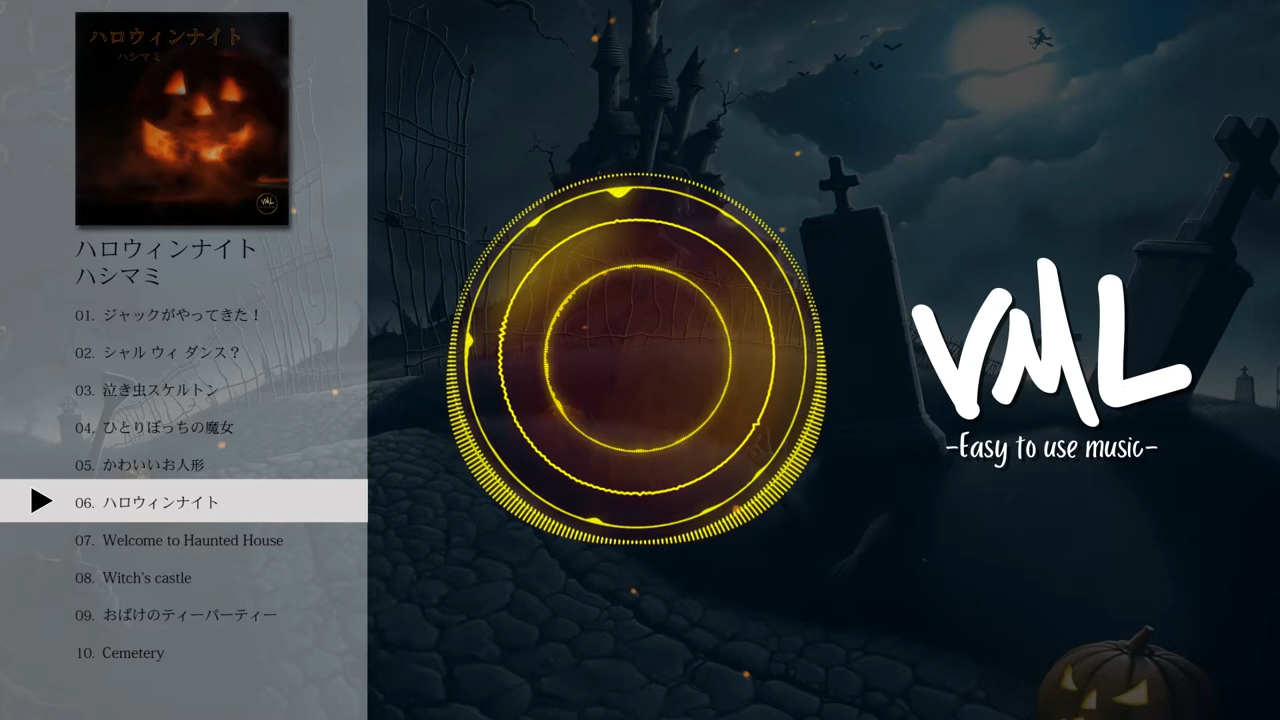 ハロウィンナイト
ハシマミ
VML
ハロウィンナイト
ハシマミ
01. ジャックがやってきた！
02. シャル ウィ ダンス？
03. 泣き虫スケルトン
04. ひとりぼっちの魔女
05. かわいいお人形
06. ハロウィンナイト
07. Welcome to Haunted House
08. Witch's castle
09. おばけのティーパーティー
10. Cemetery
VML
-Easy to use music-